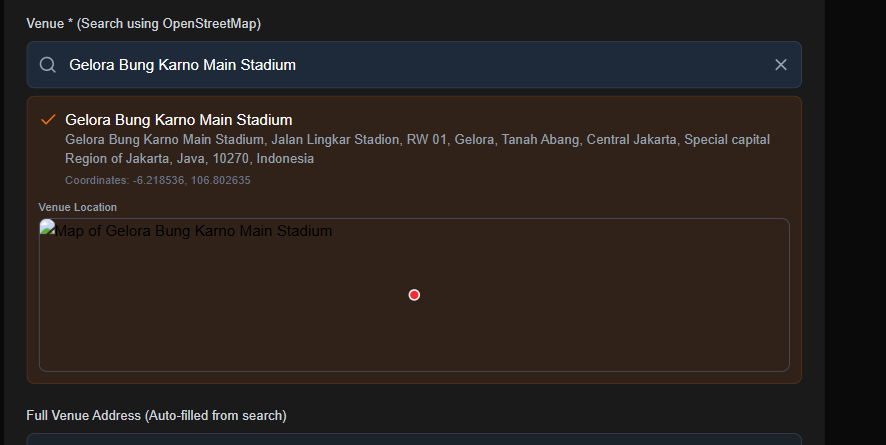 Venue * (Search using OpenStreetMap)
Gelora Bung Karno Main Stadium
Gelora Bung Karno Main Stadium
Gelora Bung Karno Main Stadium, Jalan Lingkar Stadion, RW 01, Gelora, Tanah Abang, Central Jakarta, Special capital
Region of Jakarta, Java, 10270, Indonesia
Coordinates: -6.218536, 106.802635
Venue Location
Map of Gelora Bung Karno Main Stadium
Full Venue Address (Auto-filled from search)